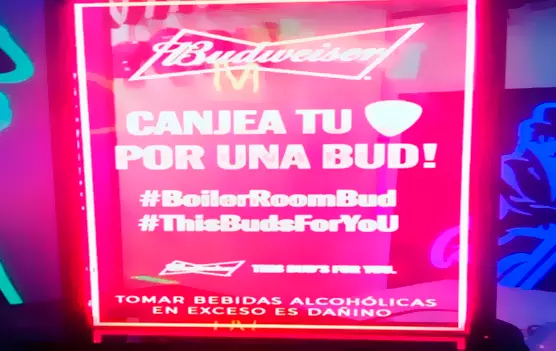 Budweiser
CANJEA TU
POR UNA BUD!
#BoilerRoomBud
#ThisBudsForYoU
Budweiser THIS BUD'S FOR YOU.
TOMAR BEBIDAS ALCOHÓLICAS
EN EXCESO ES DAÑINO